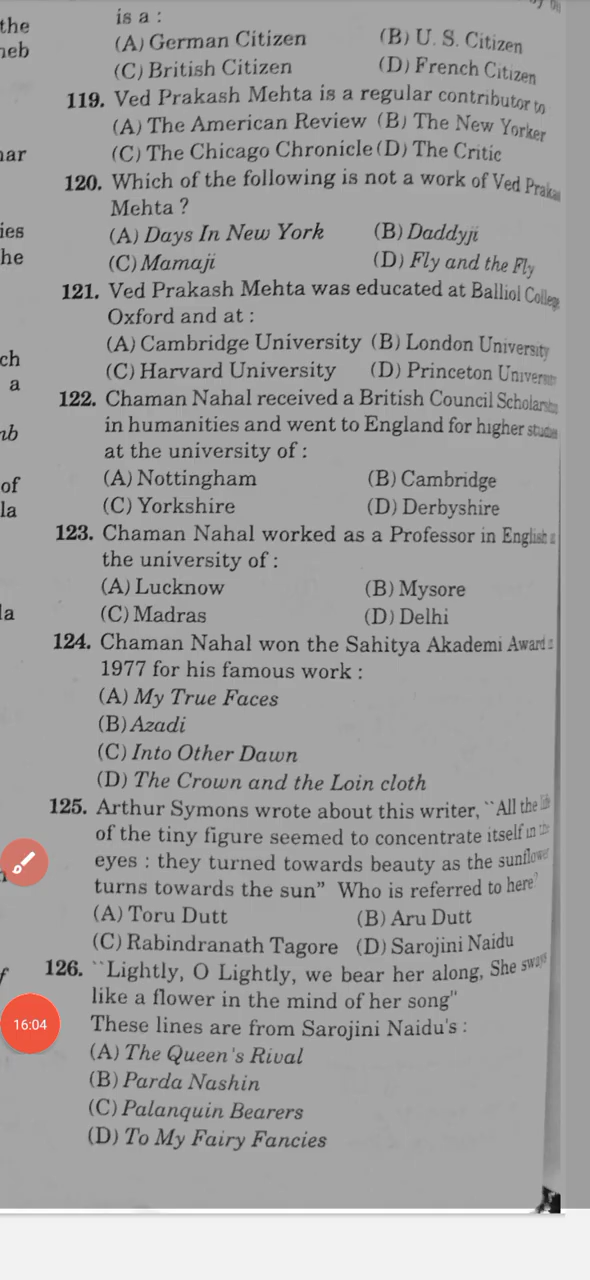 the
is a :
heb
(A) German Citizen (B) U. S. Citizen
(C) British Citizen (D) French Citizen
119. Ved Prakash Mehta is a regular contributor to
(A) The American Review (B) The New Yorker
(C) The Chicago Chronicle (D) The Critic
120. Which of the following is not a work of Ved
Mehta ?
(A) Days In New York (B) Daddyji
(C) Mamaji (D) Fly and the Fly
121. Ved Prakash Mehta was educated at Balliol
Oxford and at :
(A) Cambridge University (B) London University
(C) Harvard University (D) Princeton
122. Chaman Nahal received a British Council
in humanities and went to England for higher
at the university of :
(A) Nottingham (B) Cambridge
(C) Yorkshire (D) Derbyshire
123. Chaman Nahal worked as a Professor in English
the university of :
(A) Lucknow (B) Mysore
(C) Madras (D) Delhi
124. Chaman Nahal won the Sahitya Akademi Award
1977 for his famous work :
(A) My True Faces
(B) Azadi
(C) Into Other Dawn
(D) The Crown and the Loin cloth
125. Arthur Symons wrote about this writer, ``All the
of the tiny figure seemed to concentrate itself in
eyes : they turned towards beauty as the sunflower
turns towards the sun” Who is referred to here?
(A) Toru Dutt (B) Aru Dutt
(C) Rabindranath Tagore (D) Sarojini Naidu
126. ``Lightly, O Lightly, we bear her along, She sways
like a flower in the mind of her song"
These lines are from Sarojini Naidu's :
(A) The Queen's Rival
(B) Parda Nashin
(C) Palanquin Bearers
(D) To My Fairy Fancies
nar
ies
he
ch
a
nb
of
la
la
f
16:04